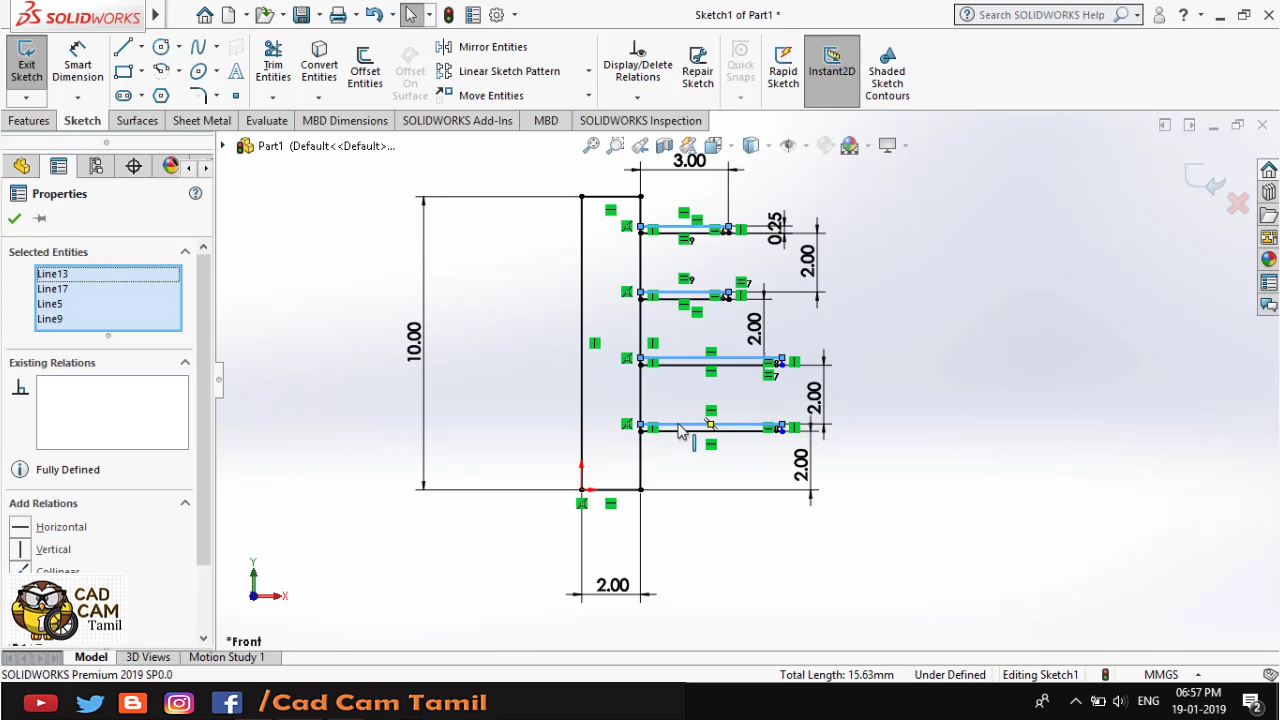 SOLIDWORKS
Sketch1 of Part1 *
Search SOLIDWORKS Help
Exit Sketch
Smart Dimension
Trim Entities
Convert Entities
Offset Entities
Offset On Surface
Mirror Entities
Linear Sketch Pattern
Move Entities
Display/Delete Relations
Repair Sketch
Quick Snaps
Rapid Sketch
Instant2D
Shaded Sketch Contours
Features
Sketch
Surfaces
Sheet Metal
Evaluate
MBD Dimensions
SOLIDWORKS Add-Ins
MBD
SOLIDWORKS Inspection
Part1 (Default<<Default>...
Properties
Selected Entities
Line13
Line17
Line5
Line9
Existing Relations
Fully Defined
Add Relations
Horizontal
Vertical
CAD
CAM
Tamil
3.00
0.25
2.00
2.00
10.00
2.00
2.00
2.00
Y
X
*Front
Model
3D Views
Motion Study 1
SOLIDWORKS Premium 2019 SP0.0
Total Length: 15.63mm
Under Defined
Editing Sketch1
MMGS
/Cad Cam Tamil
ENG
06:57 PM
19-01-2019
2